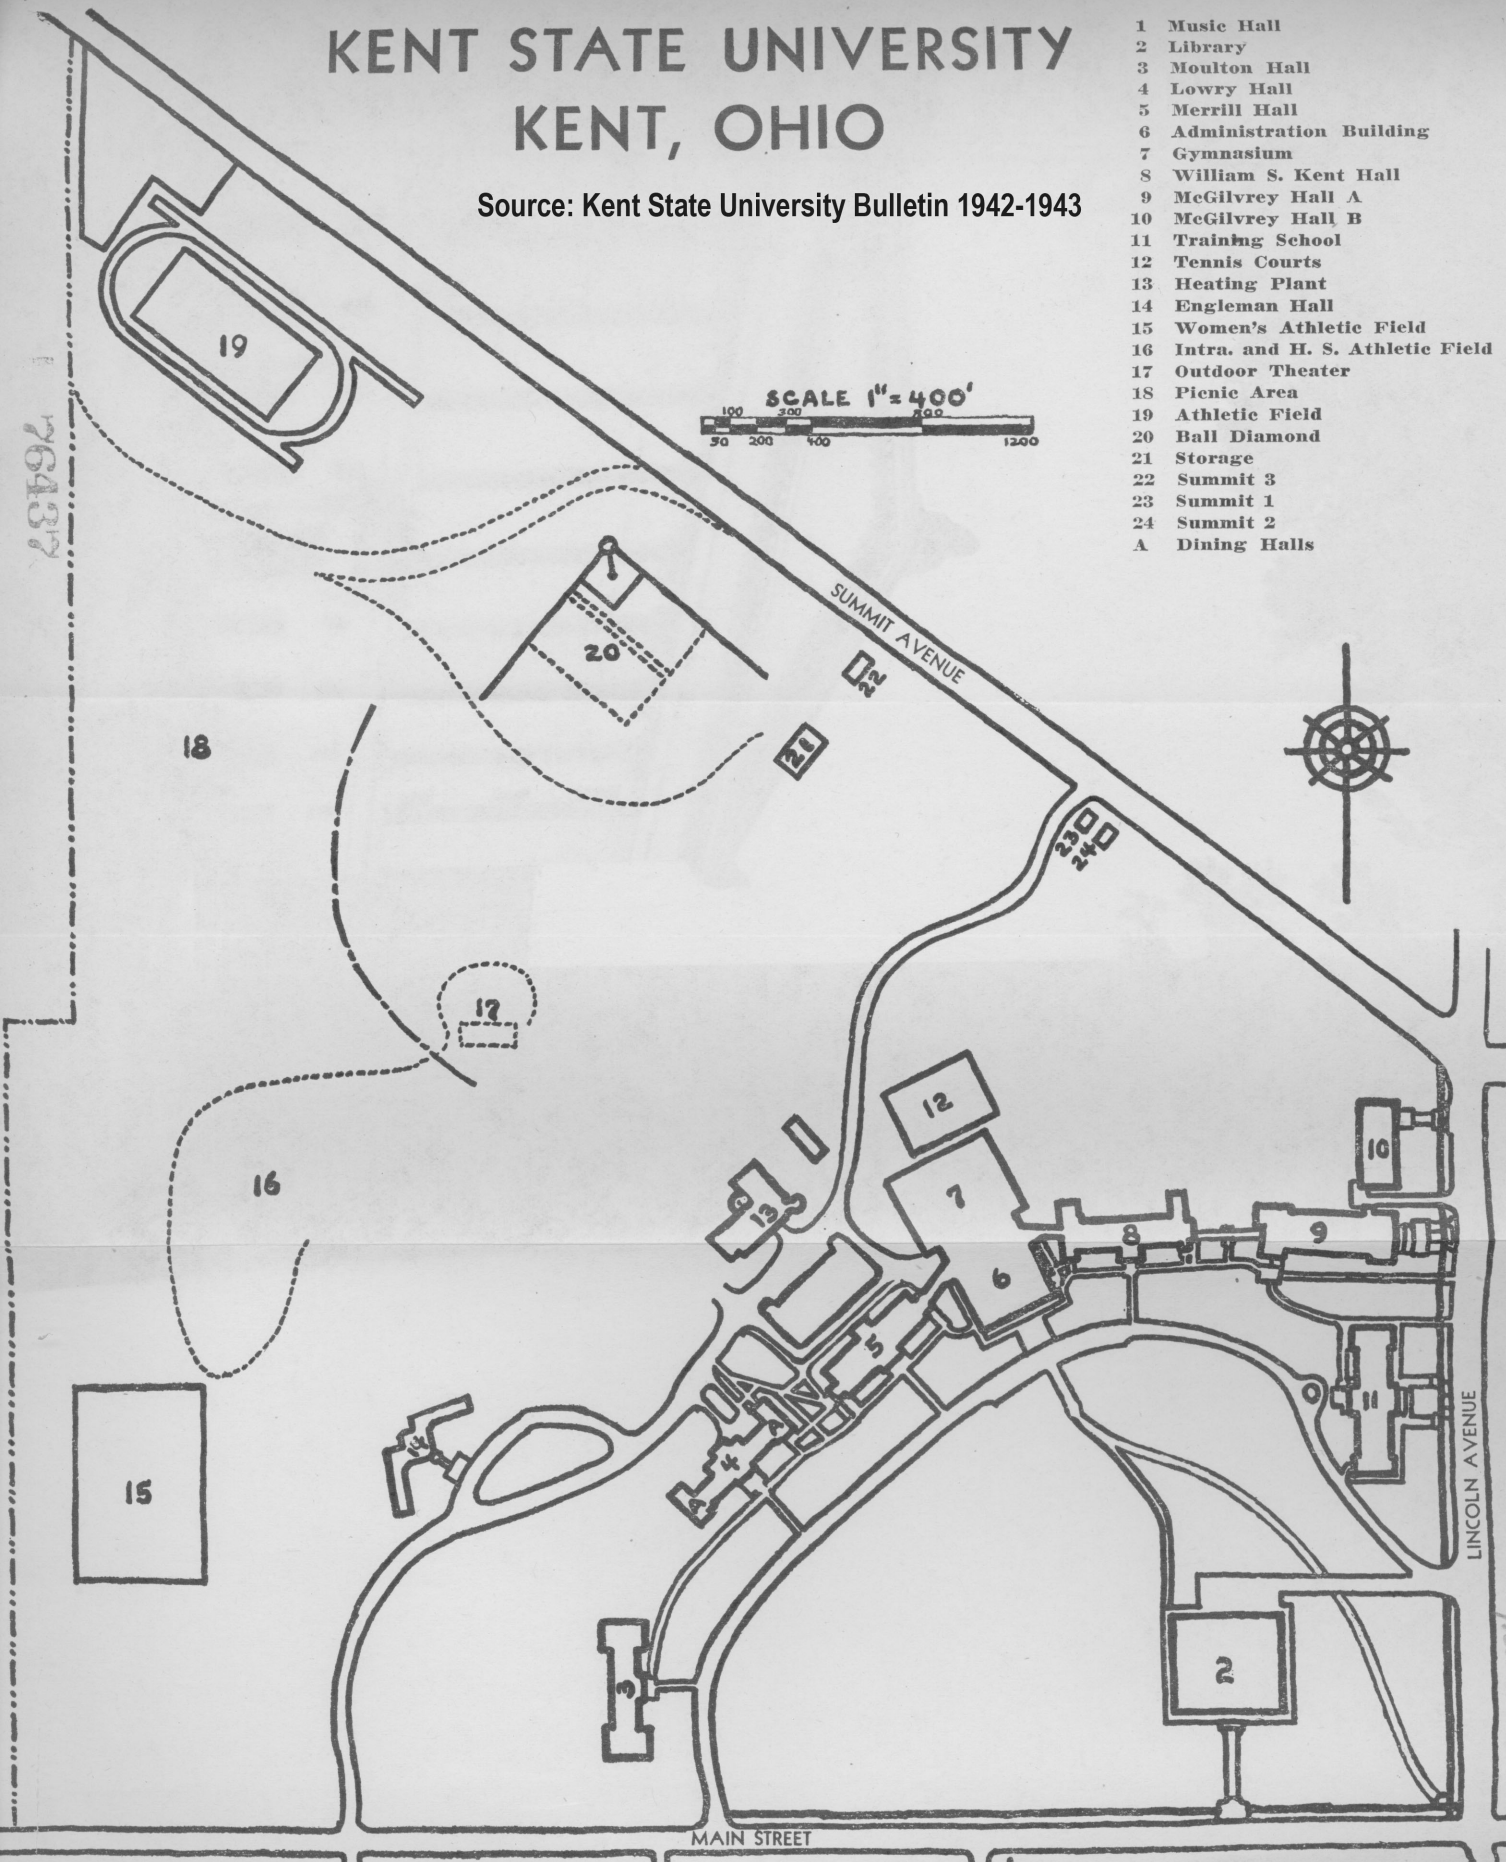 KENT STATE UNIVERSITY
KENT, OHIO
Source: Kent State University Bulletin 1942-1943
1 Music Hall
2 Library
3 Moulton Hall
4 Lowry Hall
5 Merrill Hall
6 Administration Building
7 Gymnasium
8 William S. Kent Hall
9 McGilvrey Hall A
10 McGilvrey Hall B
11 Training School
12 Tennis Courts
13 Heating Plant
14 Engleman Hall
15 Women's Athletic Field
16 Intra. and H. S. Athletic Field
17 Outdoor Theater
18 Picnic Area
19 Athletic Field
20 Ball Diamond
21 Storage
22 Summit 3
23 Summit 1
24 Summit 2
A Dining Halls
SCALE 1"=400'
100 300 800
50 200 400 1200
19
76437
SUMMIT AVENUE
20
22
21
18
23
24
17
12
10
16
7
13
8
9
6
5
11
A
14
4
A
15
LINCOLN AVENUE
2
3
MAIN STREET